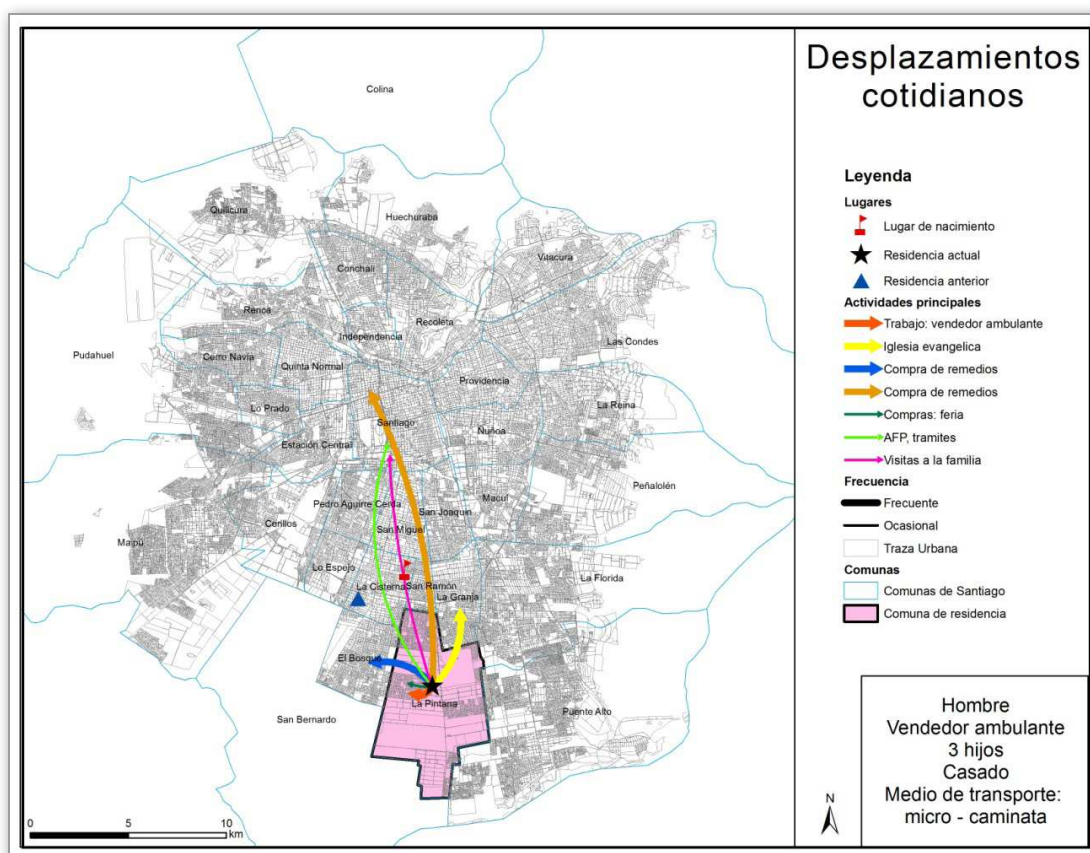 Desplazamientos
cotidianos
Leyenda
Lugares
Lugar de nacimiento
Residencia actual
Residencia anterior
Actividades principales
Trabajo: vendedor ambulante
Iglesia evangelica
Compra de remedios
Compra de remedios
Compras: feria
AFP, tramites
Visitas a la familia
Frecuencia
Frecuente
Ocasional
Traza Urbana
Comunas
Comunas de Santiago
Comuna de residencia
Hombre
Vendedor ambulante
3 hijos
Casado
Medio de transporte:
micro - caminata
N
Colina
Quilicura
Huechuraba
Vitacura
Conchalí
Renca
Recoleta
Independencia
Las Condes
Pudahuel
Cerro Navia
Quinta Normal
Providencia
Lo Prado
La Reina
Santiago
Ñuñoa
Estación Central
Peñalolén
Macul
Pedro Aguirre Cerda
San Joaquin
Cerillos
San Miguel
Maipú
Lo Espejo
La Florida
La Cisterna
San Ramón
La Granja
El Bosque
La Pintana
Puente Alto
San Bernardo
0 5 10
km